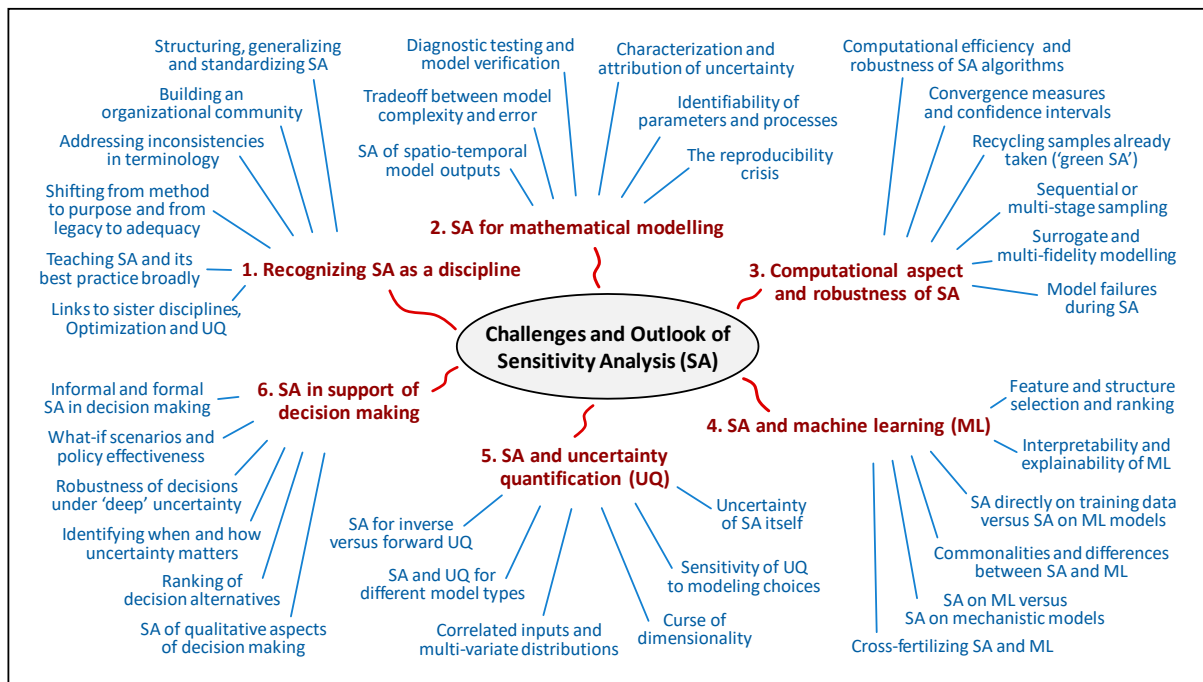 Challenges and Outlook of
Sensitivity Analysis (SA)
1. Recognizing SA as a discipline
Structuring, generalizing
and standardizing SA
Building an
organizational community
Addressing inconsistencies
in terminology
Shifting from method
to purpose and from
legacy to adequacy
Teaching SA and its
best practice broadly
Links to sister disciplines,
Optimization and UQ
2. SA for mathematical modelling
Diagnostic testing and
model verification
Tradeoff between model
complexity and error
SA of spatio-temporal
model outputs
Characterization and
attribution of uncertainty
Identifiability of
parameters and processes
The reproducibility
crisis
3. Computational aspect
and robustness of SA
Computational efficiency and
robustness of SA algorithms
Convergence measures
and confidence intervals
Recycling samples already
taken (‘green SA’)
Sequential or
multi-stage sampling
Surrogate and
multi-fidelity modelling
Model failures
during SA
4. SA and machine learning (ML)
Feature and structure
selection and ranking
Interpretability and
explainability of ML
SA directly on training data
versus SA on ML models
Commonalities and differences
between SA and ML
SA on ML versus
SA on mechanistic models
Cross-fertilizing SA and ML
5. SA and uncertainty
quantification (UQ)
SA for inverse
versus forward UQ
SA and UQ for
different model types
Correlated inputs and
multi-variate distributions
Curse of
dimensionality
Sensitivity of UQ
to modeling choices
Uncertainty
of SA itself
6. SA in support of
decision making
Informal and formal
SA in decision making
What-if scenarios and
policy effectiveness
Robustness of decisions
under ‘deep’ uncertainty
Identifying when and how
uncertainty matters
Ranking of
decision alternatives
SA of qualitative aspects
of decision making